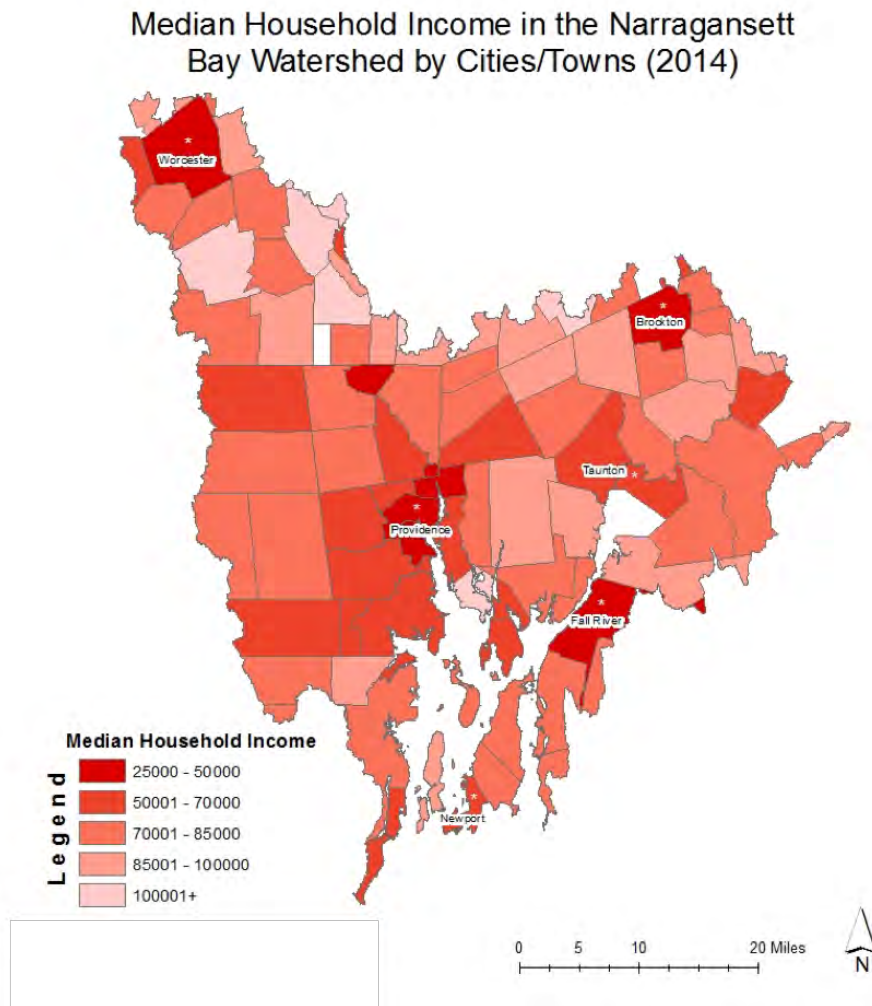 Median Household Income in the Narragansett
Bay Watershed by Cities/Towns (2014)
Worcester
Brockton
Taunton
Providence
Fall River
Newport
Median Household Income
Legend
25000 - 50000
50001 - 70000
70001 - 85000
85001 - 100000
100001+
0 5 10 20 Miles
N